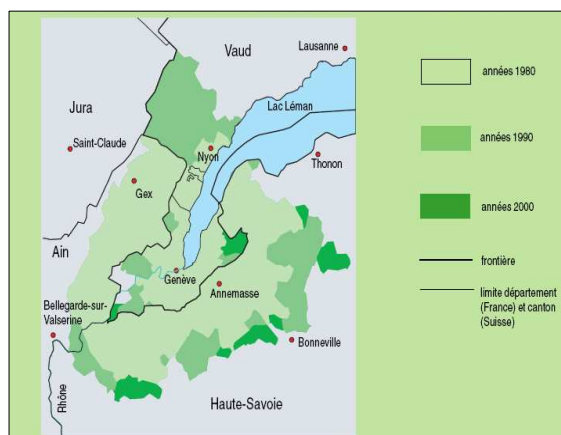 Vaud
Lausanne
Lac Léman
Jura
Saint-Claude
Nyon
Thonon
Gex
Ain
Genève
Annemasse
Bellegarde-sur-
Valserine
Bonneville
Rhône
Haute-Savoie
années 1980
années 1990
années 2000
frontière
limite département
(France) et canton
(Suisse)